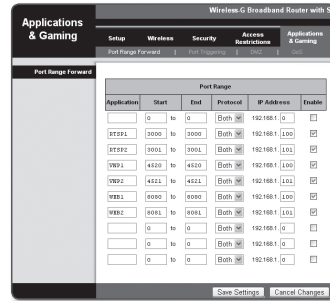 Wireless-G Broadband Router with S
Applications & Gaming
Setup Wireless Security Access Restrictions Applications & Gaming
Port Range Forward | Port Triggering | DMZ | QoS
Port Range Forward
Port Range
Application Start End Protocol IP Address Enable
0 to 0 Both 192.168.1. 0
RTSP1 3000 to 3000 Both 192.168.1. 100
RTSP2 3001 to 3001 Both 192.168.1. 101
VNP1 4520 to 4520 Both 192.168.1. 100
VNP2 4521 to 4521 Both 192.168.1. 101
WEB1 8080 to 8080 Both 192.168.1. 100
WEB2 8081 to 8081 Both 192.168.1. 101
0 to 0 Both 192.168.1. 0
0 to 0 Both 192.168.1. 0
0 to 0 Both 192.168.1. 0
Save Settings Cancel Changes